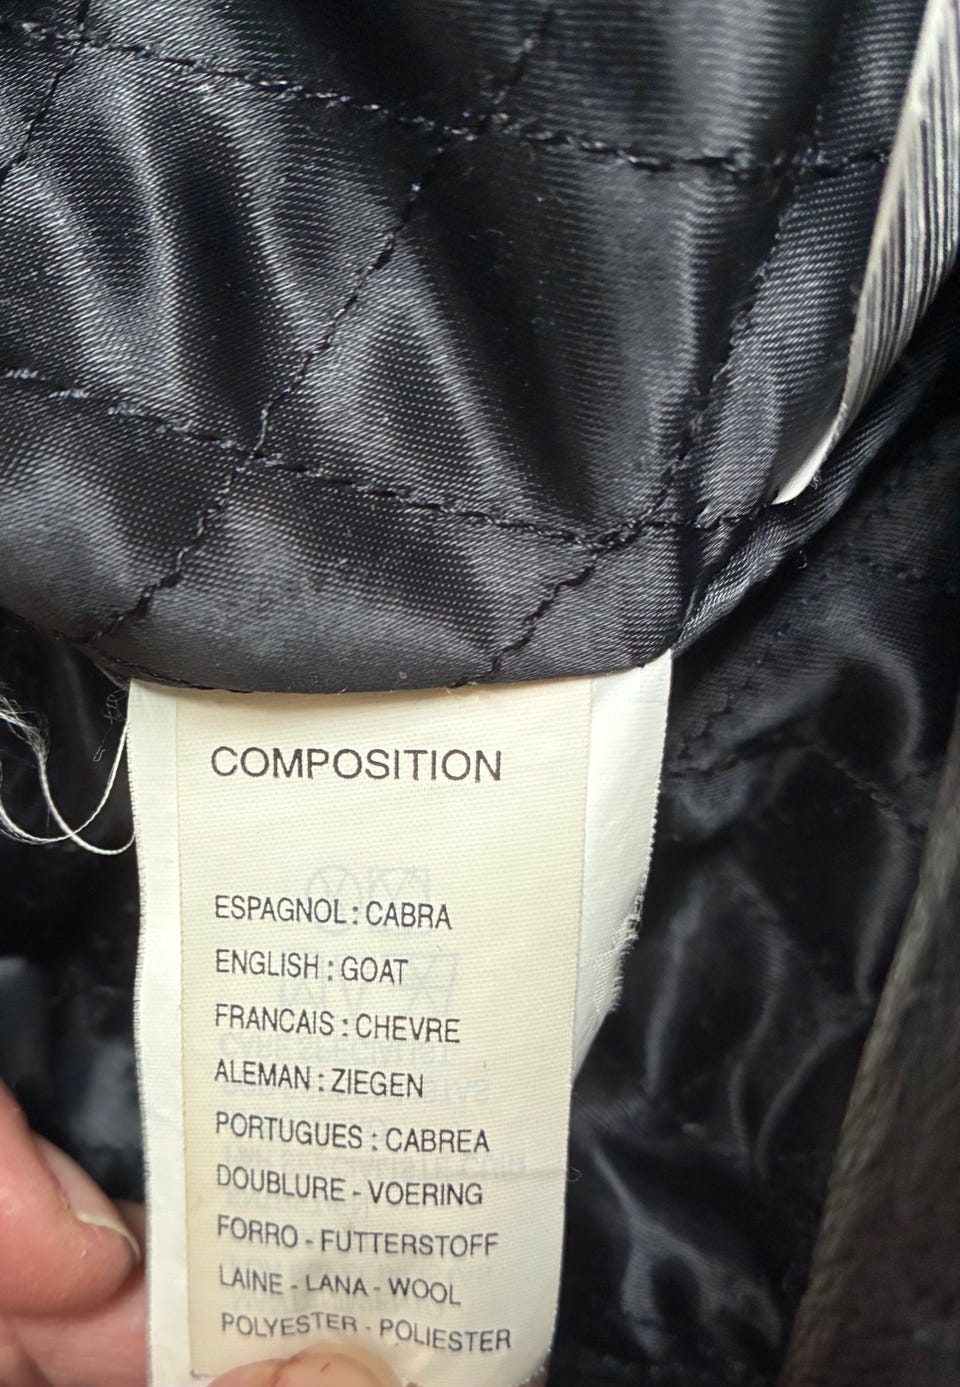 COMPOSITION
ESPAGNOL : CABRA
ENGLISH : GOAT
FRANCAIS : CHEVRE
ALEMAN : ZIEGEN
PORTUGUES : CABREA
DOUBLURE - VOERING
FORRO - FUTTERSTOFF
LAINE - LANA - WOOL
POLYESTER - POLIESTER